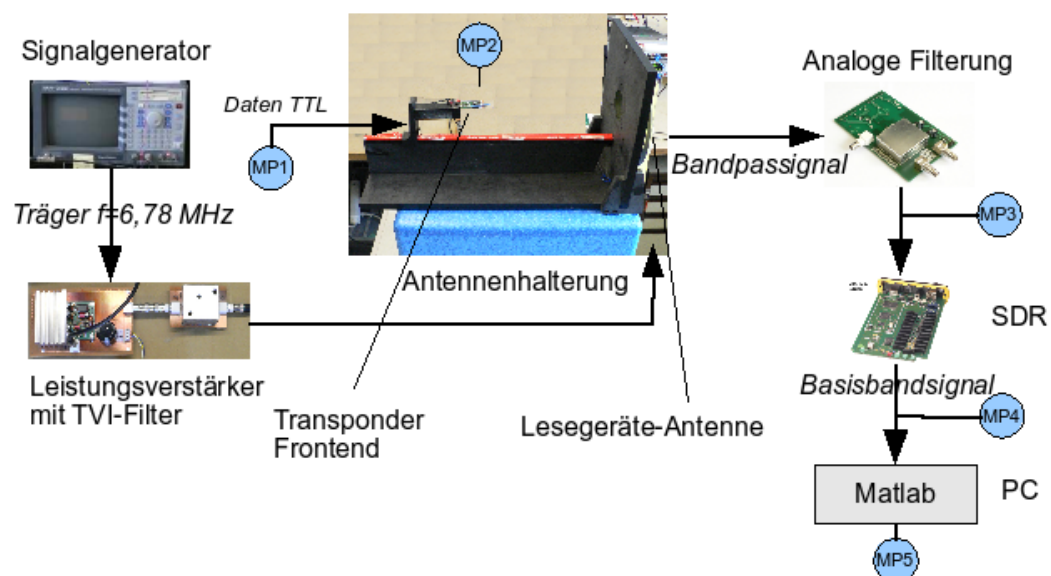 Signalgenerator
MP2
Analoge Filterung
Daten TTL
MP1
Bandpassignal
Träger f=6,78 MHz
MP3
Antennenhalterung
SDR
Leistungsverstärker
mit TVI-Filter
Basisbandsignal
Transponder
Frontend
Lesegeräte-Antenne
MP4
Matlab
PC
MP5